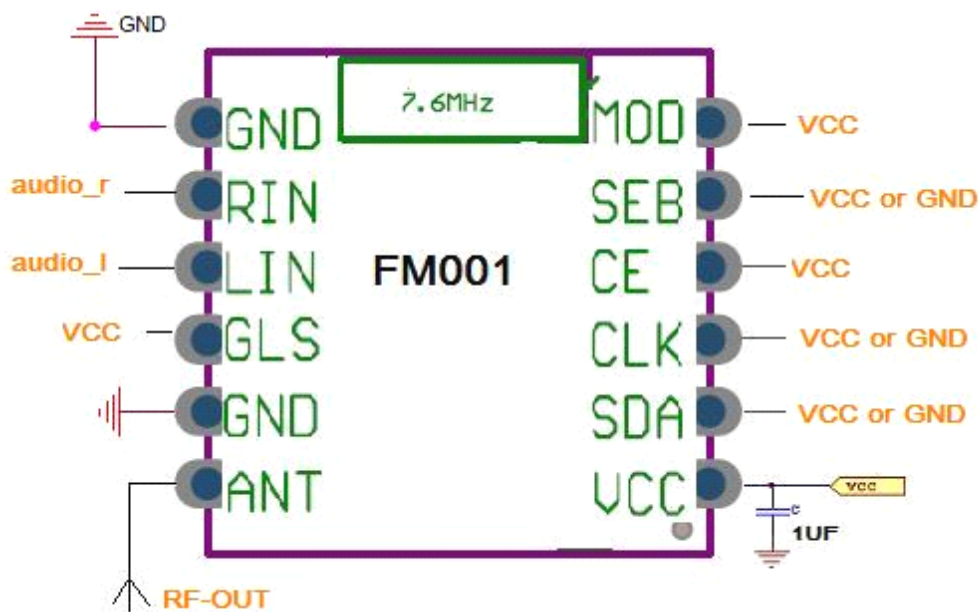 GND
7.6MHz
GND
MOD
VCC
audio_r
RIN
SEB
VCC or GND
audio_l
LIN
FM001
CE
VCC
VCC
GLS
CLK
VCC or GND
GND
SDA
VCC or GND
ANT
VCC
vcc
c
1UF
RF-OUT